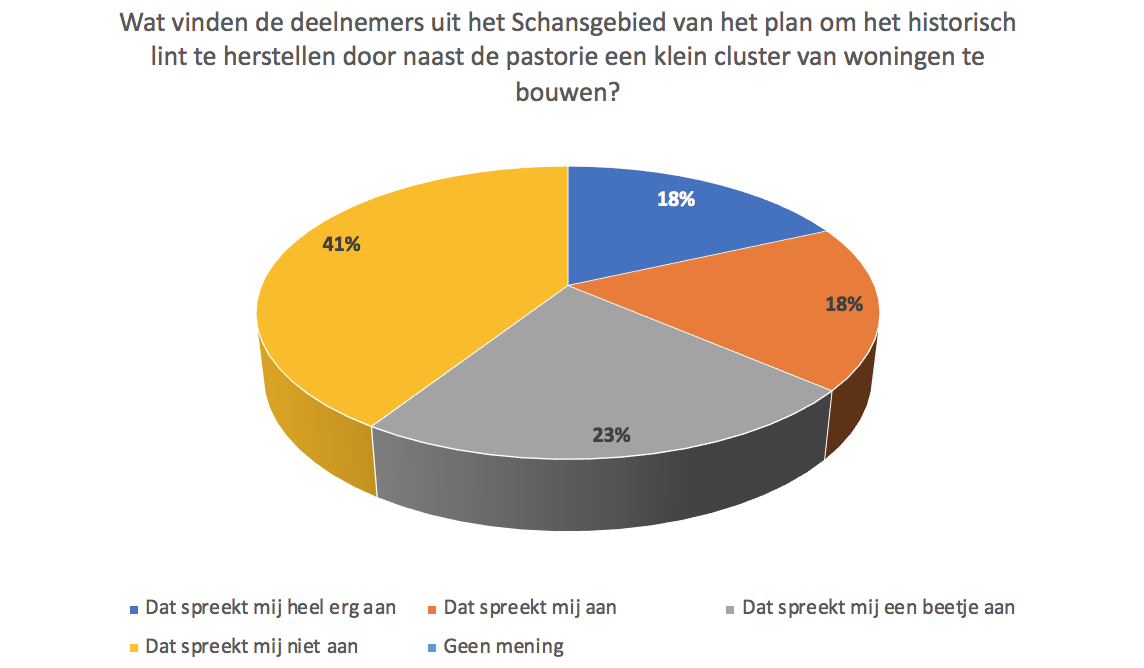 Wat vinden de deelnemers uit het Schansgebied van het plan om het historisch
lint te herstellen door naast de pastorie een klein cluster van woningen te
bouwen?
18%
41%
18%
23%
Dat spreekt mij heel erg aan
Dat spreekt mij aan
Dat spreekt mij een beetje aan
Dat spreekt mij niet aan
Geen mening